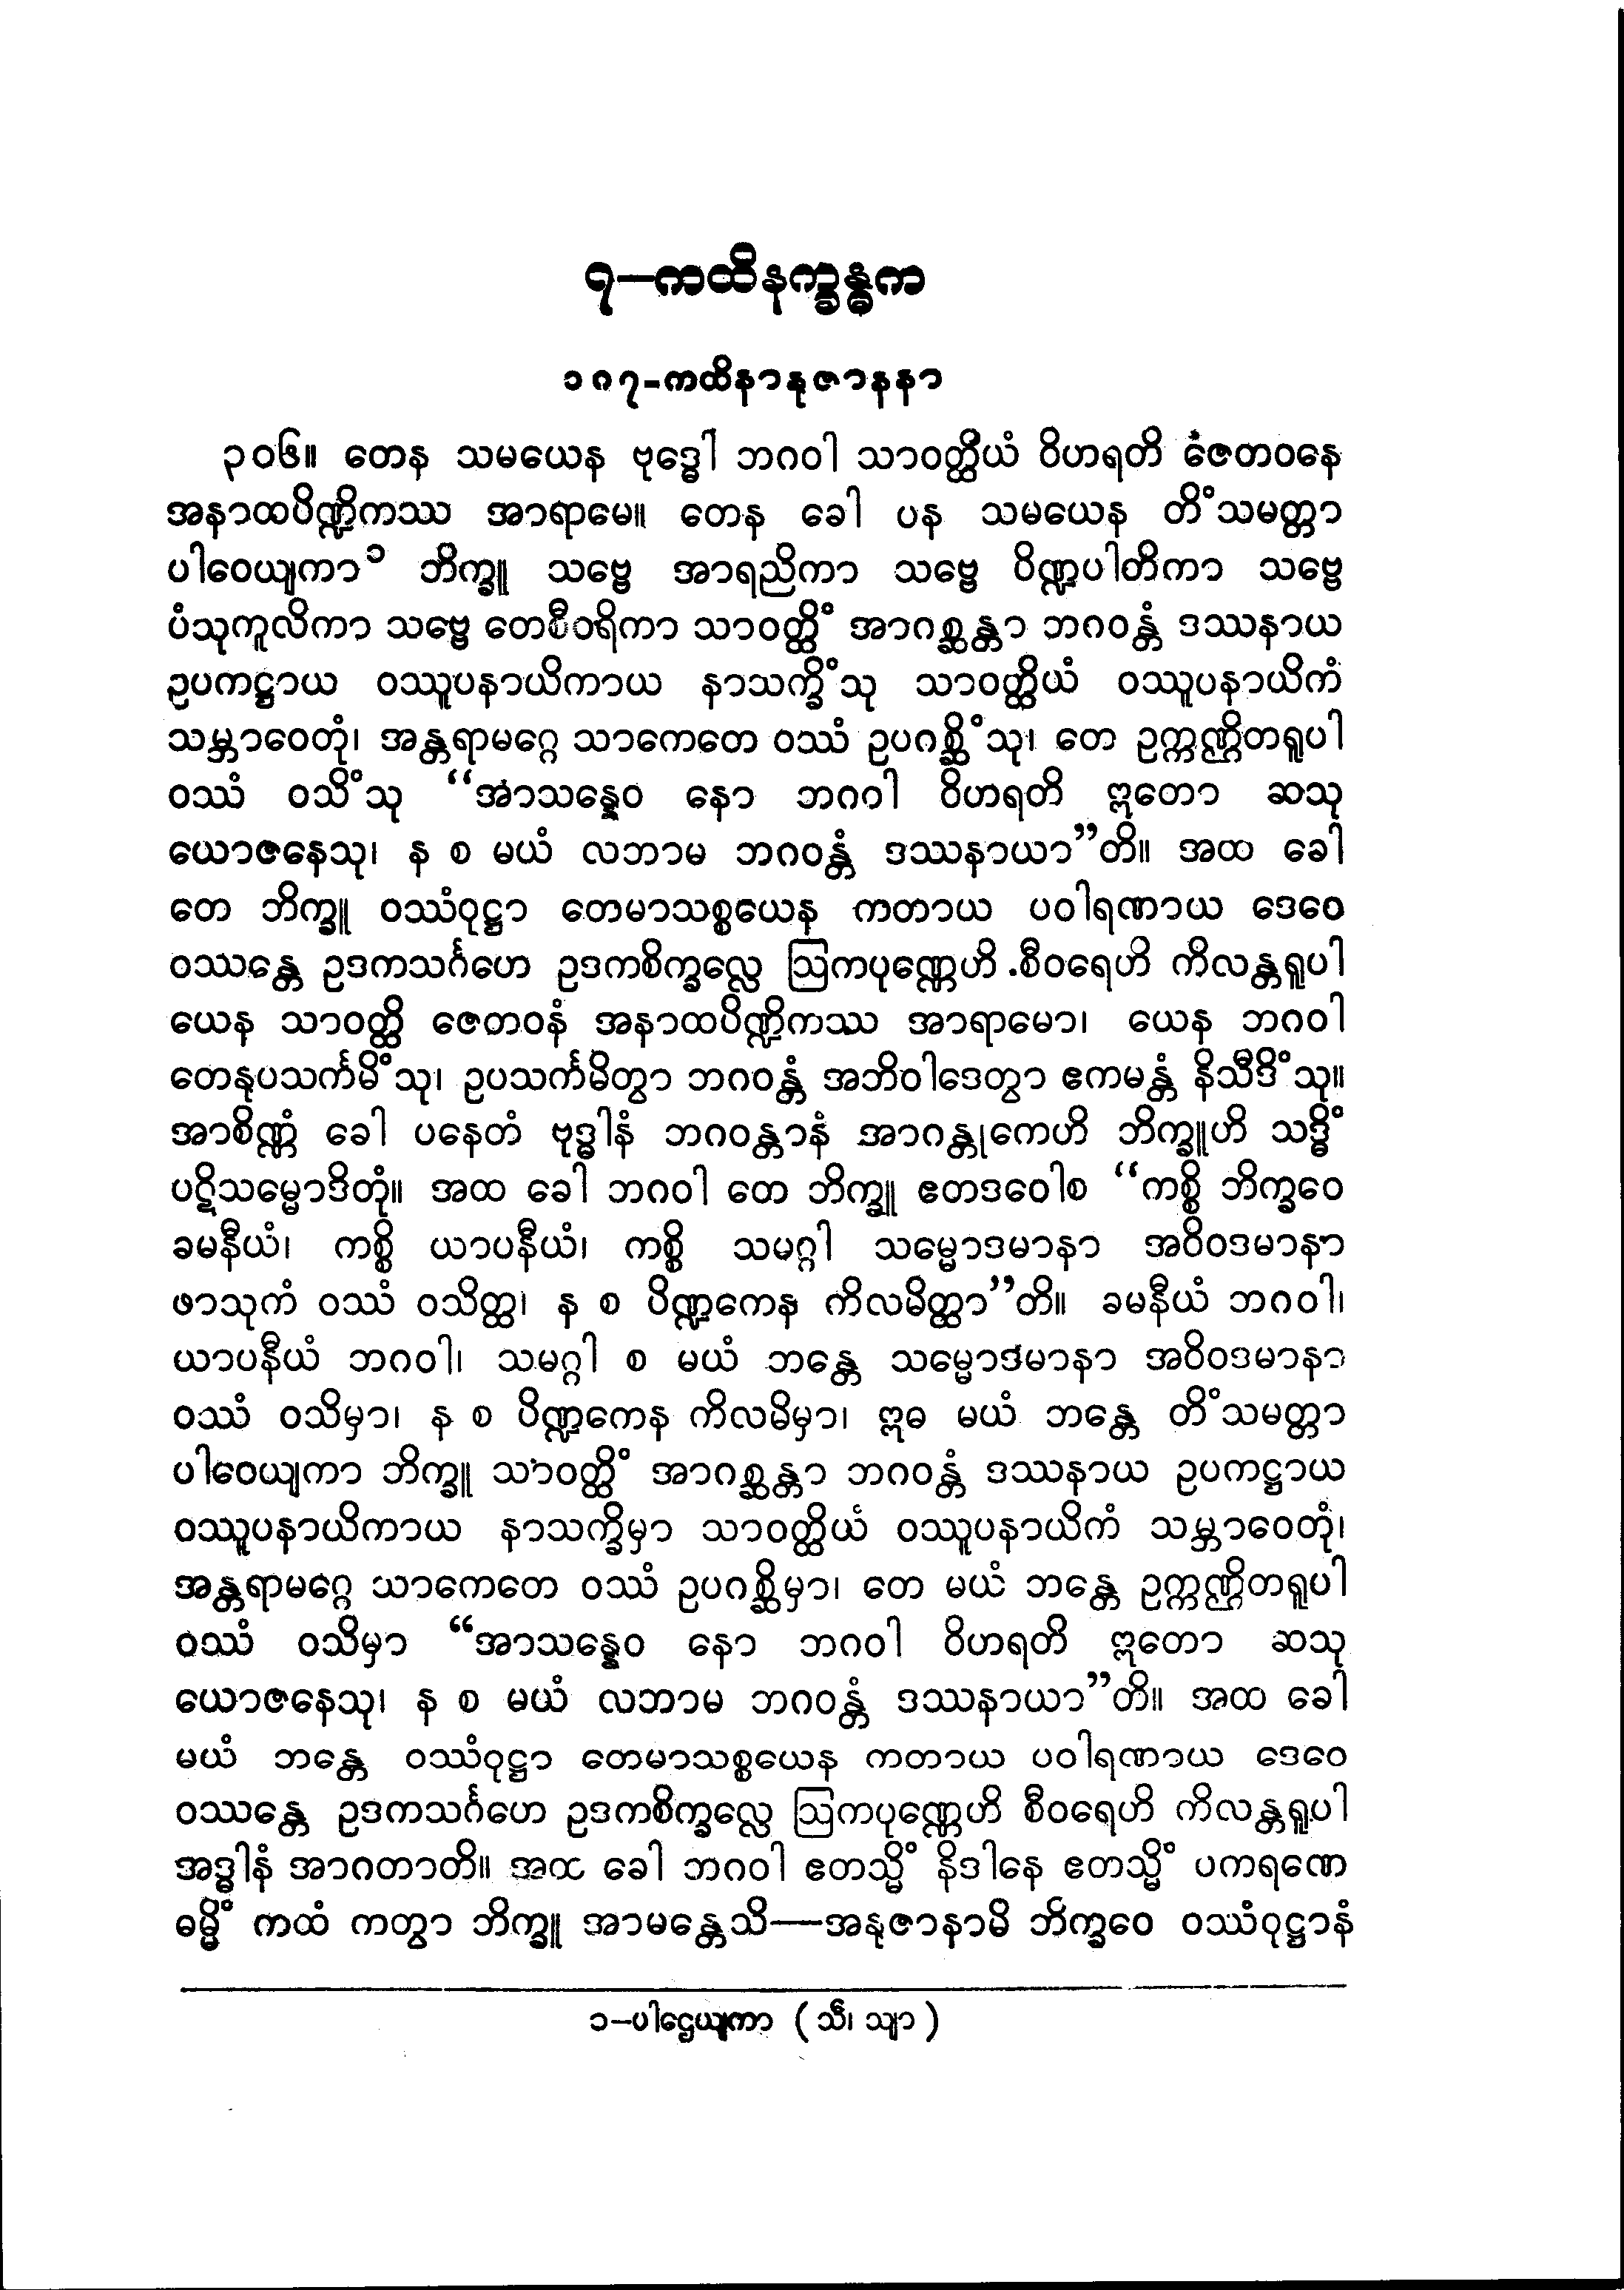 ၇—ကထိနက္ခန္ဓက
၁၈၇-ကထိနာနုဇာနနာ
၃၀၆။ တေန သမယေန ဗုဒ္ဓေါ ဘဂဝါ သာဝတ္ထိယံ ဝိဟရတိ ဇေတဝနေ
အနာထပိဏ္ဍိကဿ အာရာမေ။ တေန ခေါ ပန သမယေန တိံသမတ္တာ
ပါဝေယျကာ၁ ဘိက္ခူ သဗ္ဗေ အာရညိကာ သဗ္ဗေ ပိဏ္ဍပါတိကာ သဗ္ဗေ
ပံသုကူလိကာ သဗ္ဗေ တေစီဝရိကာ သာဝတ္ထိံ အာဂစ္ဆန္တာ ဘဂဝန္တံ ဒဿနာယ
ဥပကဋ္ဌာယ ဝဿူပနာယိကာယ နာသက္ခိံသု သာဝတ္ထိယံ ဝဿူပနာယိကံ
သမ္ဘာဝေတုံ၊ အန္တရာမဂ္ဂေ သာကေတေ ဝဿံ ဥပဂစ္ဆိံသု၊ တေ ဥက္ကဏ္ဌိတရူပါ
ဝဿံ ဝသိံသု “အာသန္နေဝ နော ဘဂဝါ ဝိဟရတိ ဣတော ဆသု
ယောဇနေသု၊ န စ မယံ လဘာမ ဘဂဝန္တံ ဒဿနာယာ”တိ။ အထ ခေါ
တေ ဘိက္ခူ ဝဿံဝုဋ္ဌာ တေမာသစ္စယေန ကတာယ ပဝါရဏာယ ဒေဝေ
ဝဿန္တေ ဥဒကသင်္ဂဟေ ဥဒကစိက္ခလ္လေ ဩကပုဏ္ဏေဟိ စီဝရေဟိ ကိလန္တရူပါ
ယေန သာဝတ္ထိ ဇေတဝနံ အနာထပိဏ္ဍိကဿ အာရာမော၊ ယေန ဘဂဝါ
တေနုပသင်္ကမိံသု၊ ဥပသင်္ကမိတွာ ဘဂဝန္တံ အဘိဝါဒေတွာ ဧကမန္တံ နိသီဒိံသု။
အာစိဏ္ဏံ ခေါ ပနေတံ ဗုဒ္ဓါနံ ဘဂဝန္တာနံ အာဂန္တုကေဟိ ဘိက္ခူဟိ သဒ္ဓိံ
ပဋိသမ္မောဒိတုံ။ အထ ခေါ ဘဂဝါ တေ ဘိက္ခူ ဧတဒဝေါစ “ကစ္စိ ဘိက္ခဝေ
ခမနီယံ၊ ကစ္စိ ယာပနီယံ၊ ကစ္စိ သမဂ္ဂါ သမ္မောဒမာနာ အဝိဝဒမာနာ
ဖာသုကံ ဝဿံ ဝသိတ္ထ၊ န စ ပိဏ္ဍကေန ကိလမိတ္ထာ”တိ။ ခမနီယံ ဘဂဝါ၊
ယာပနီယံ ဘဂဝါ၊ သမဂ္ဂါ စ မယံ ဘန္တေ သမ္မောဒမာနာ အဝိဝဒမာနာ
ဝဿံ ဝသိမှာ၊ န စ ပိဏ္ဍကေန ကိလမိမှာ၊ ဣဓ မယံ ဘန္တေ တိံသမတ္တာ
ပါဝေယျကာ ဘိက္ခူ သာဝတ္ထိံ အာဂစ္ဆန္တာ ဘဂဝန္တံ ဒဿနာယ ဥပကဋ္ဌာယ
ဝဿူပနာယိကာယ နာသက္ခိမှာ သာဝတ္ထိယံ ဝဿူပနာယိကံ သမ္ဘာဝေတုံ၊
အန္တရာမဂ္ဂေ သာကေတေ ဝဿံ ဥပဂစ္ဆိမှာ၊ တေ မယံ ဘန္တေ ဥက္ကဏ္ဌိတရူပါ
ဝဿံ ဝသိမှာ “အာသန္နေဝ နော ဘဂဝါ ဝိဟရတိ ဣတော ဆသု
ယောဇနေသု၊ န စ မယံ လဘာမ ဘဂဝန္တံ ဒဿနာယာ”တိ။ အထ ခေါ
မယံ ဘန္တေ ဝဿံဝုဋ္ဌာ တေမာသစ္စယေန ကတာယ ပဝါရဏာယ ဒေဝေ
ဝဿန္တေ ဥဒကသင်္ဂဟေ ဥဒကစိက္ခလ္လေ ဩကပုဏ္ဏေဟိ စီဝရေဟိ ကိလန္တရူပါ
အဒ္ဓါနံ အာဂတာတိ။ အထ ခေါ ဘဂဝါ ဧတသ္မိံ နိဒါနေ ဧတသ္မိံ ပကရဏေ
ဓမ္မိံ ကထံ ကတွာ ဘိက္ခူ အာမန္တေသိ—အနုဇာနာမိ ဘိက္ခဝေ ဝဿံဝုဋ္ဌာနံ
၁—ပါဌေယျကာ (သီ၊ သျာ)